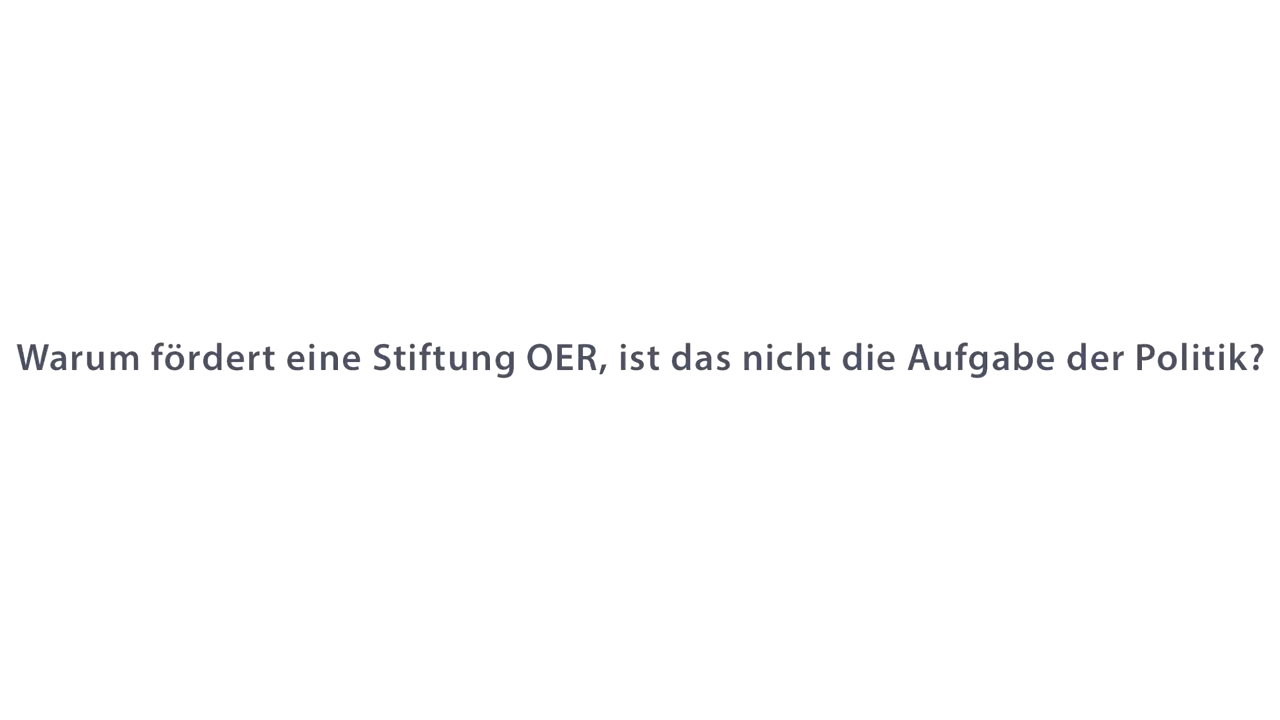 Warum fördert eine Stiftung OER, ist das nicht die Aufgabe der Politik?